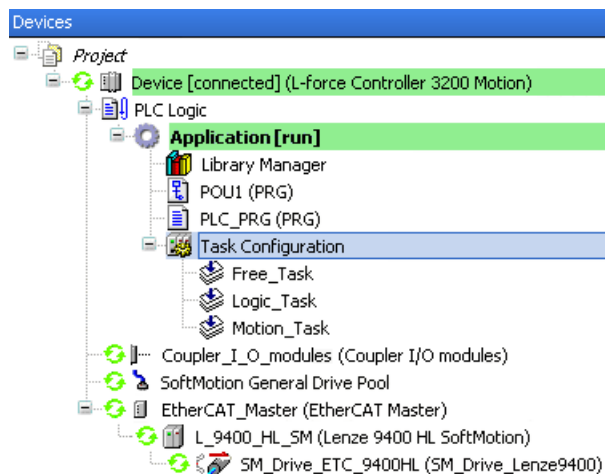 Devices
Project
Device [connected] (L-force Controller 3200 Motion)
PLC Logic
Application [run]
Library Manager
POU1 (PRG)
PLC_PRG (PRG)
Task Configuration
Free_Task
Logic_Task
Motion_Task
Coupler_I_O_modules (Coupler I/O modules)
SoftMotion General Drive Pool
EtherCAT_Master (EtherCAT Master)
L_9400_HL_SM (Lenze 9400 HL SoftMotion)
SM_Drive_ETC_9400HL (SM_Drive_Lenze9400)